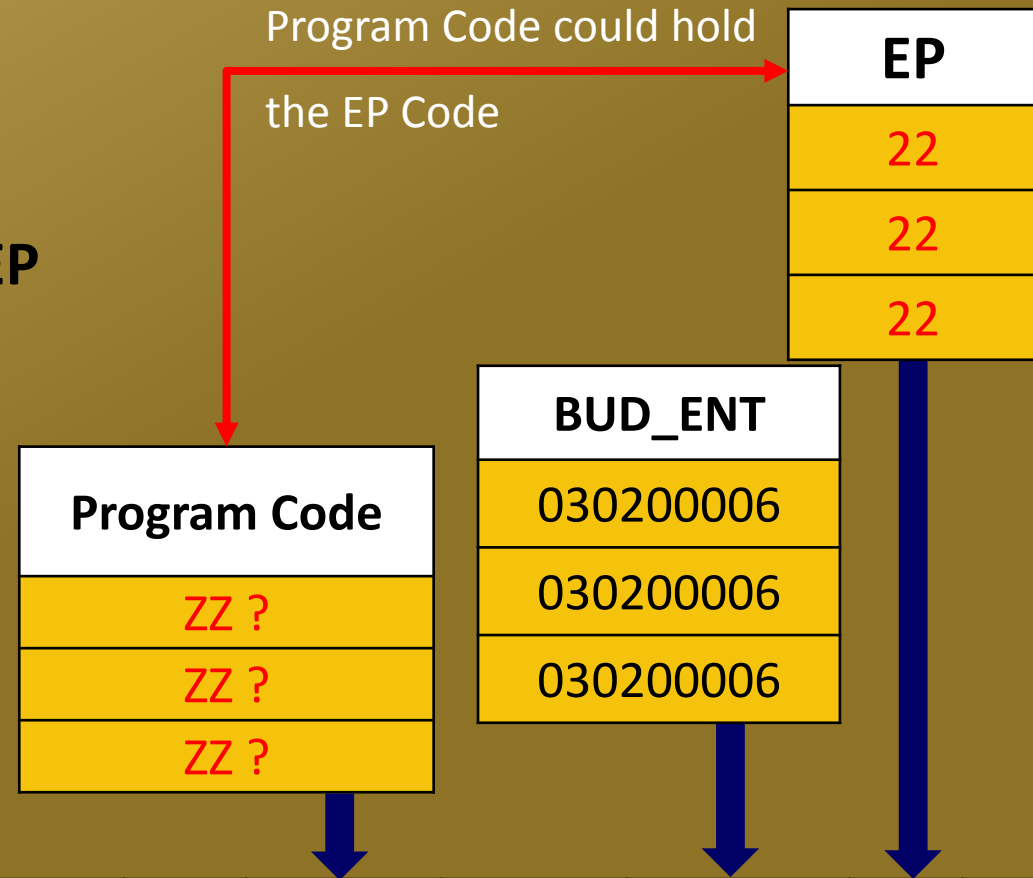 Program Code could hold
the EP Code
EP
22
22
22
EP
BUD_ENT
030200006
030200006
030200006
Program Code
ZZ ?
ZZ ?
ZZ ?